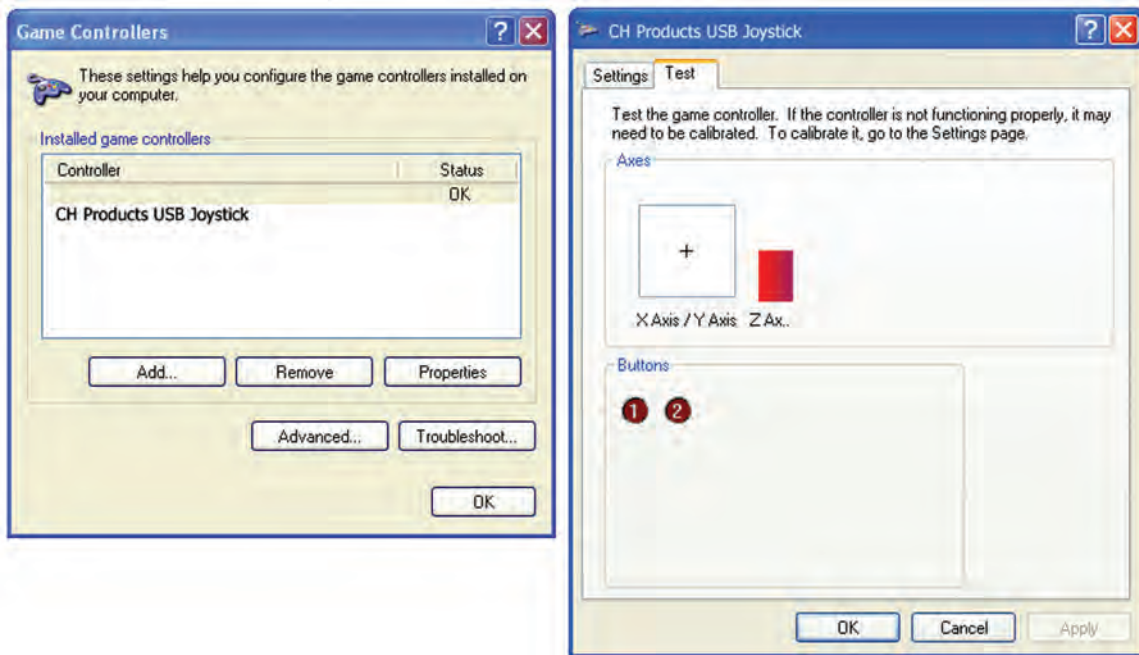 Game Controllers
These settings help you configure the game controllers installed on
your computer.
Installed game controllers
Controller Status
OK
CH Products USB Joystick
Add... Remove Properties
Advanced... Troubleshoot...
OK
CH Products USB Joystick
Settings Test
Test the game controller. If the controller is not functioning properly, it may
need to be calibrated. To calibrate it, go to the Settings page.
Axes
X Axis / Y Axis Z Ax..
Buttons
1 2
OK Cancel Apply